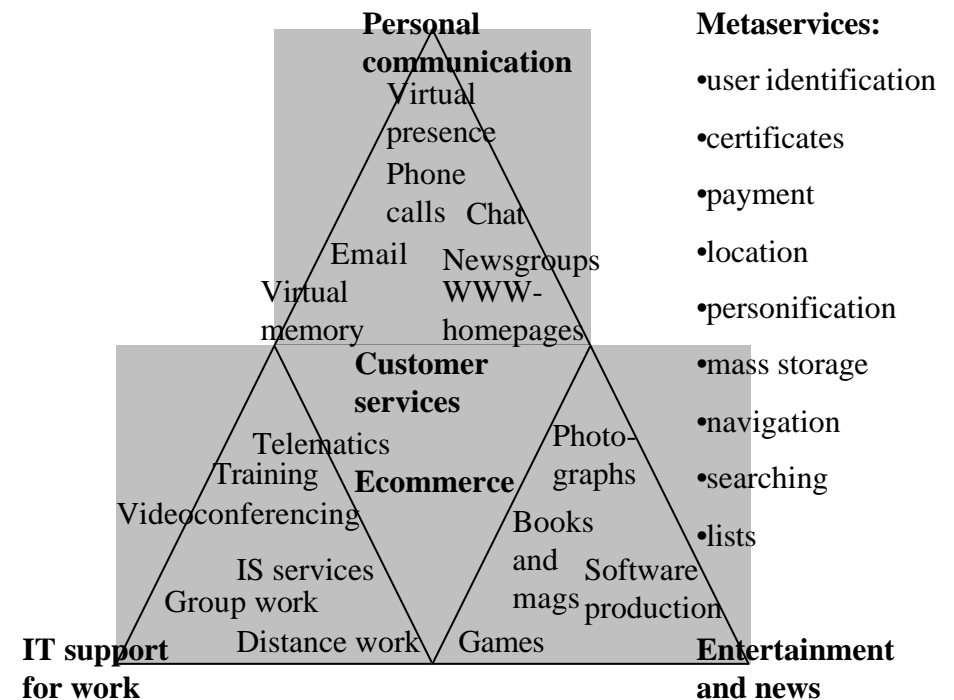 Personal
communication
Virtual
presence
Phone
calls
Chat
Email
Newsgroups
Virtual
memory
WWW-
homepages
Customer
services
Telematics
Training
Ecommerce
Videoconferencing
IS services
Group work
Distance work
Photo-
graphs
Books
and
mags
Software
production
Games
IT support
for work
Entertainment
and news
Metaservices:
•user identification
•certificates
•payment
•location
•personification
•mass storage
•navigation
•searching
•lists